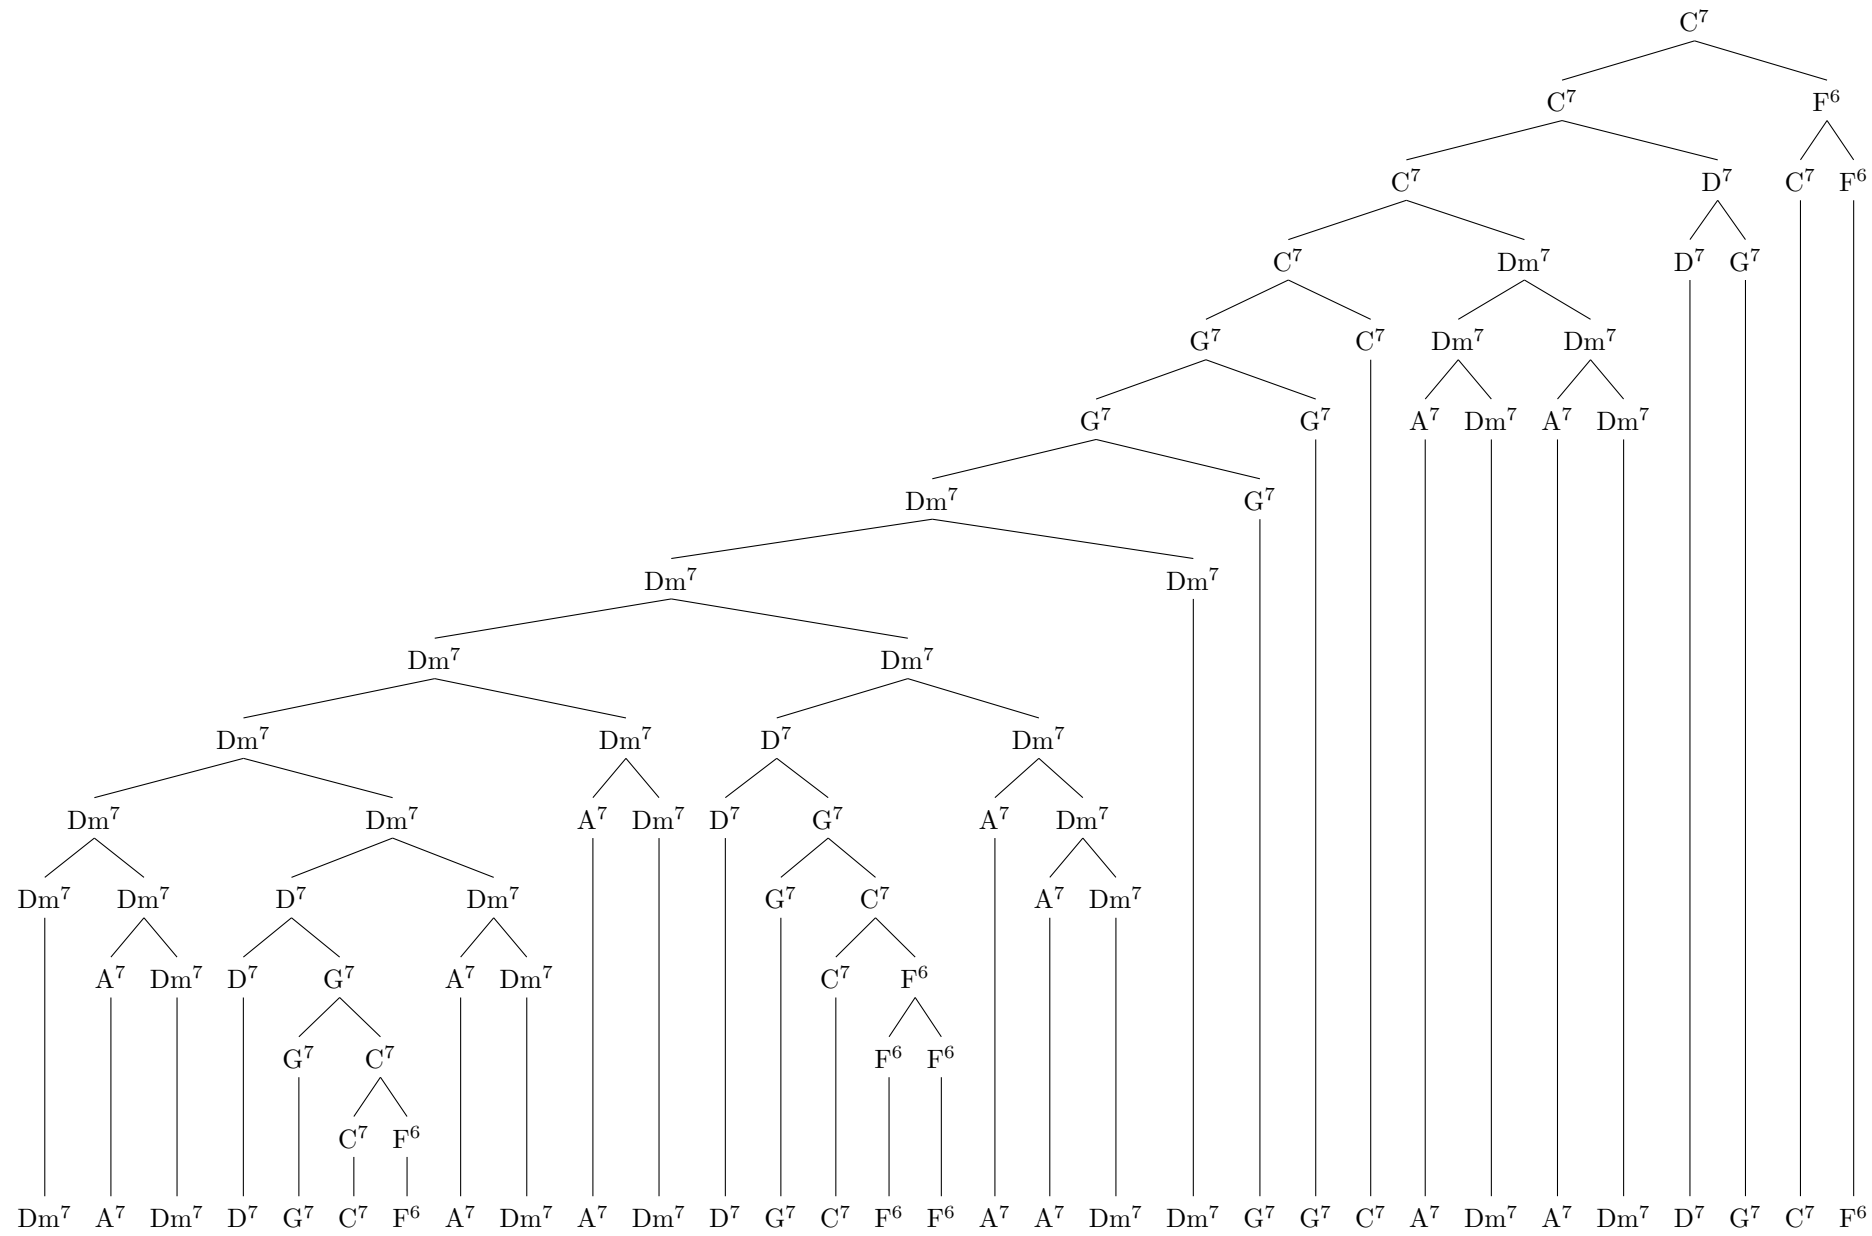 C⁷
C⁷ F⁶
C⁷ D⁷ C⁷ F⁶
C⁷ Dm⁷ D⁷ G⁷
G⁷ C⁷ Dm⁷ Dm⁷
G⁷ G⁷ A⁷ Dm⁷ A⁷ Dm⁷
Dm⁷ G⁷
Dm⁷ Dm⁷
Dm⁷ Dm⁷
Dm⁷ Dm⁷ D⁷ Dm⁷
Dm⁷ Dm⁷ A⁷ Dm⁷ D⁷ G⁷ A⁷ Dm⁷
Dm⁷ Dm⁷ D⁷ Dm⁷ G⁷ C⁷ A⁷ Dm⁷
A⁷ Dm⁷ D⁷ G⁷ A⁷ Dm⁷ C⁷ F⁶
G⁷ C⁷ F⁶ F⁶
C⁷ F⁶
Dm⁷ A⁷ Dm⁷ D⁷ G⁷ C⁷ F⁶ A⁷ Dm⁷ A⁷ Dm⁷ D⁷ G⁷ C⁷ F⁶ F⁶ A⁷ A⁷ Dm⁷ Dm⁷ G⁷ G⁷ C⁷ A⁷ Dm⁷ A⁷ Dm⁷ D⁷ G⁷ C⁷ F⁶